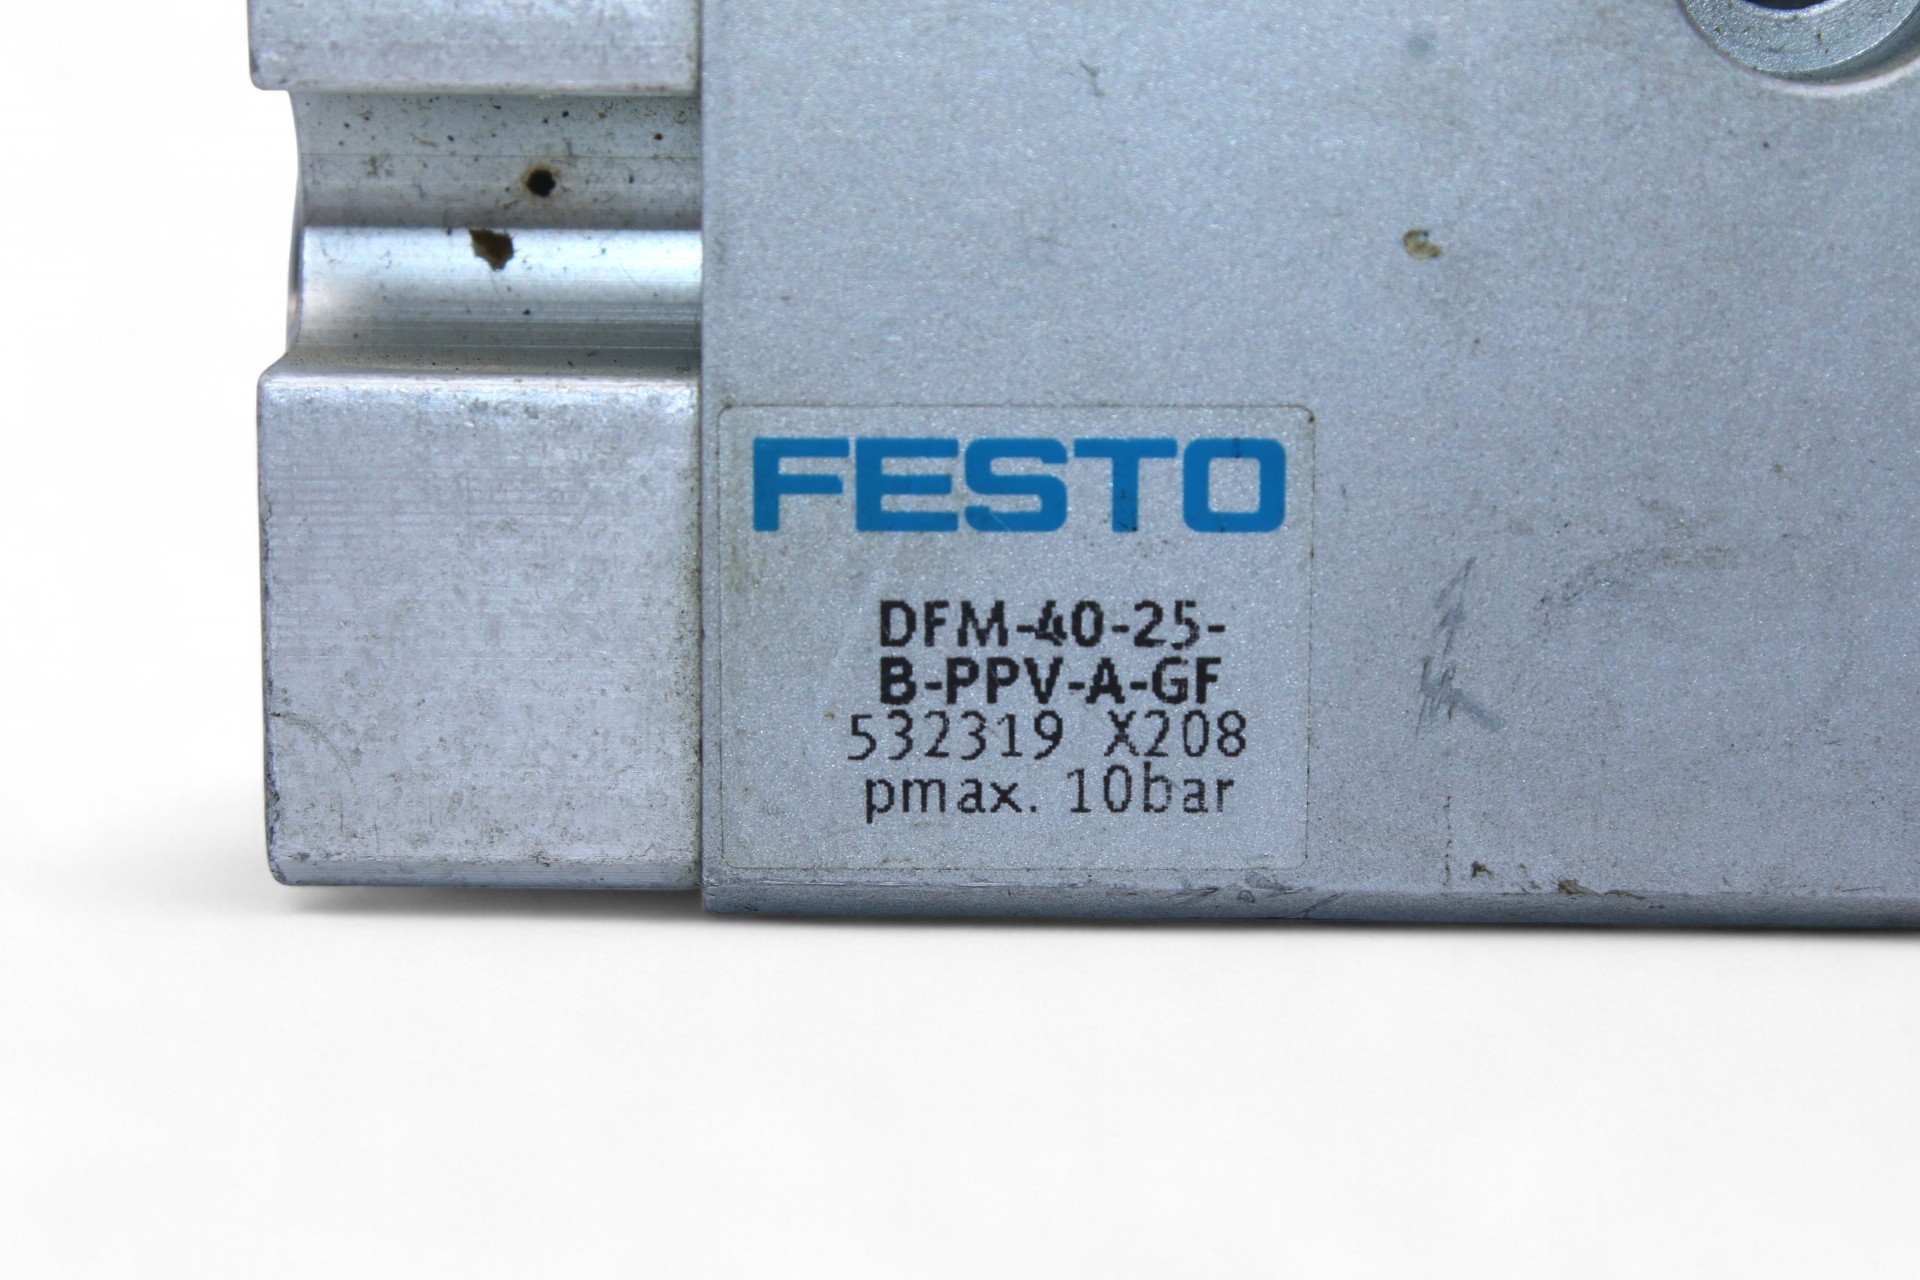 FESTO
DFM-40-25-
B-PPV-A-GF
532319 X208
pmax. 10bar